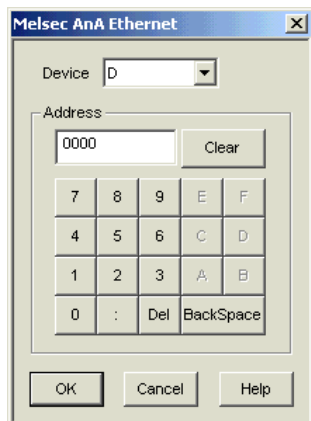 Melsec AnA Ethernet
Device D
Address
0000 Clear
7 8 9 E F
4 5 6 C D
1 2 3 A B
0 : Del BackSpace
OK Cancel Help